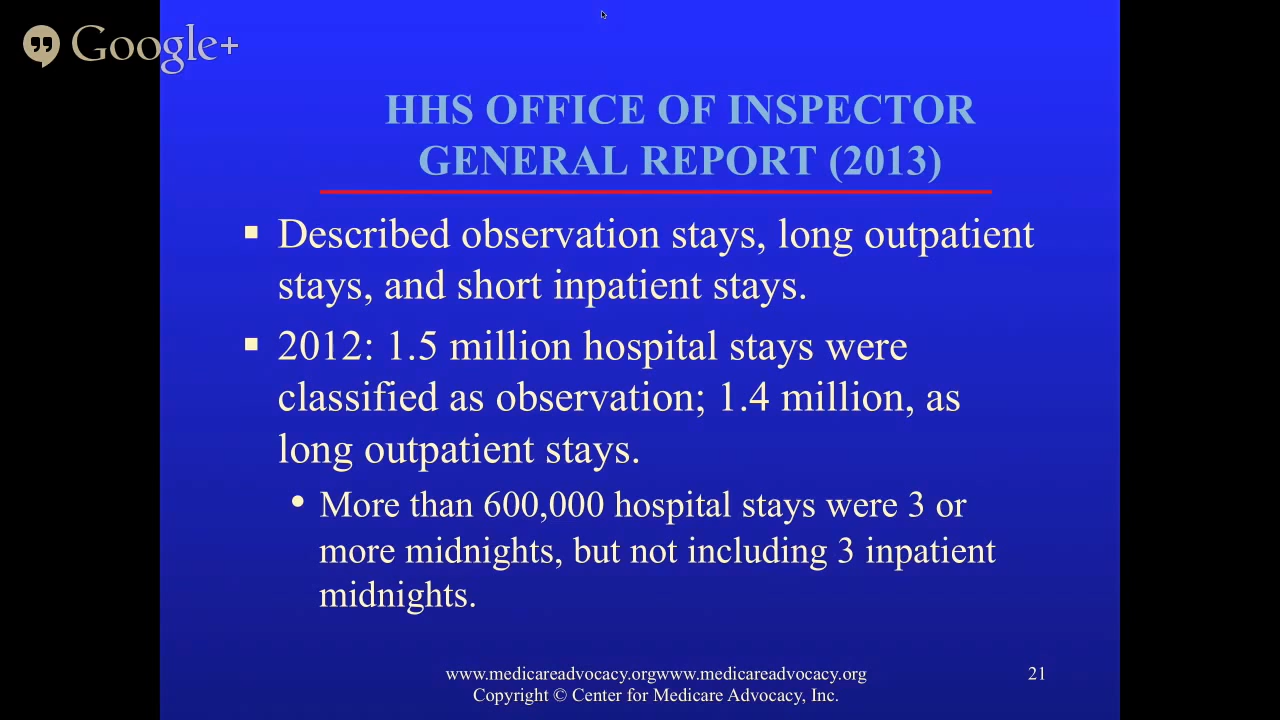 Google+
HHS OFFICE OF INSPECTOR
GENERAL REPORT (2013)
▪ Described observation stays, long outpatient
stays, and short inpatient stays.
▪ 2012: 1.5 million hospital stays were
classified as observation; 1.4 million, as
long outpatient stays.
• More than 600,000 hospital stays were 3 or
more midnights, but not including 3 inpatient
midnights.
www.medicareadvocacy.orgwww.medicareadvocacy.org
21
Copyright © Center for Medicare Advocacy, Inc.